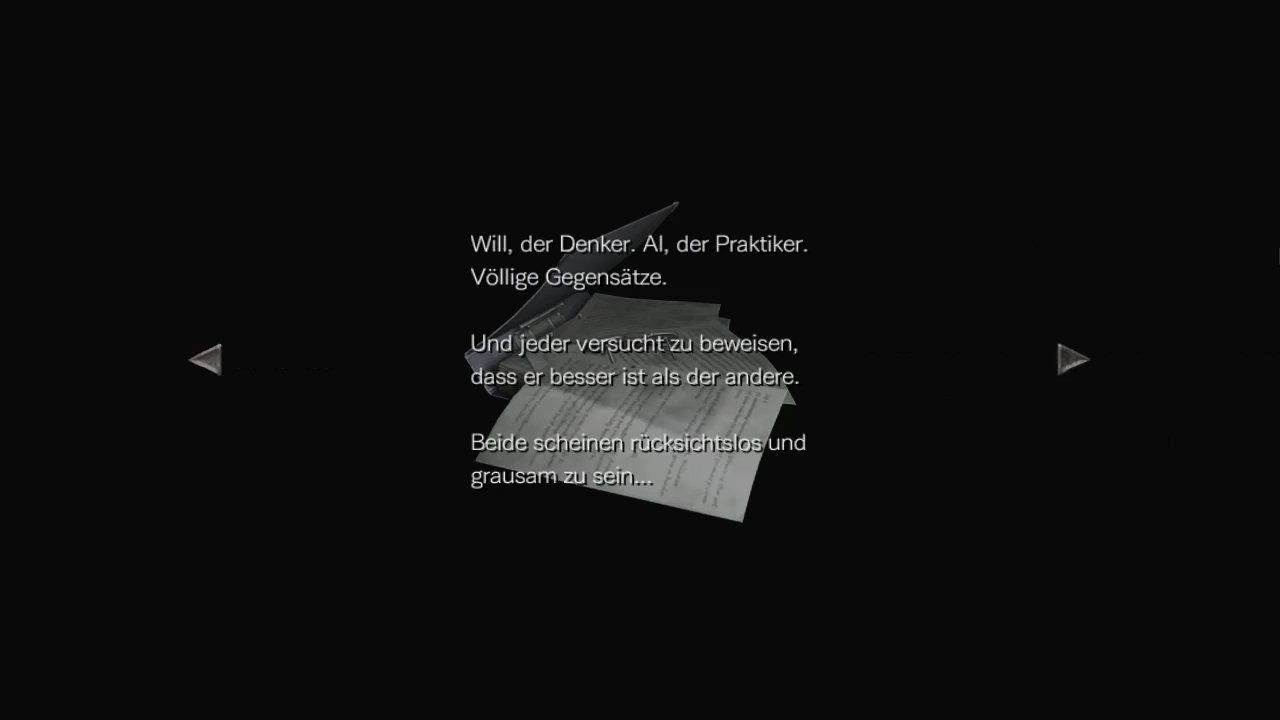 Will, der Denker. Al, der Praktiker.
Völlige Gegensätze.
Und jeder versucht zu beweisen,
dass er besser ist als der andere.
Beide scheinen rücksichtslos und
grausam zu sein...